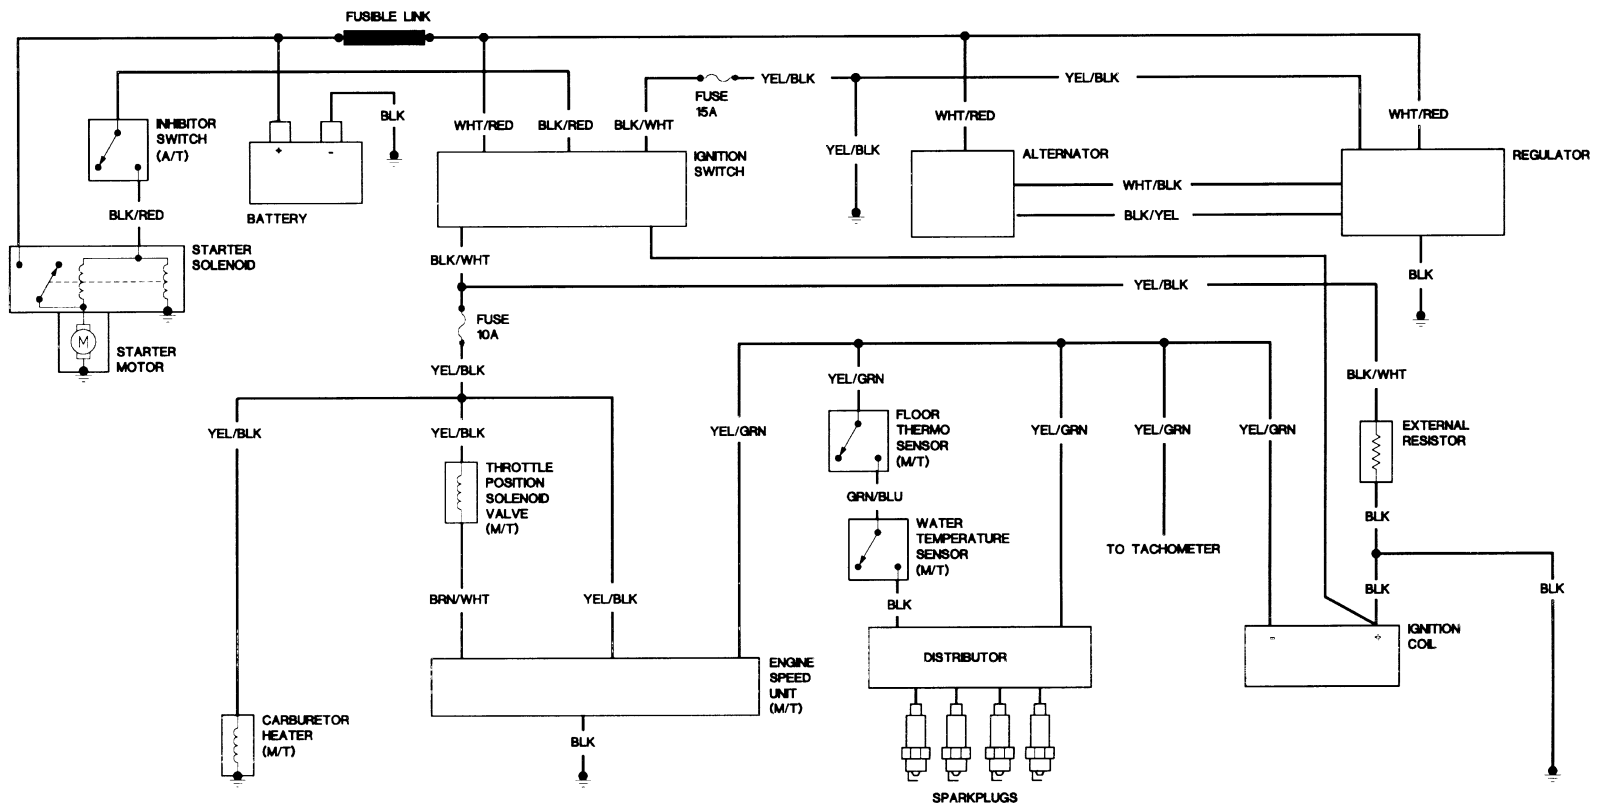 FUSIBLE LINK
INHIBITOR
SWITCH
(A/T)
BLK
WHT/RED
BLK/RED
BLK/WHT
FUSE
15A
YEL/BLK
YEL/BLK
YEL/BLK
WHT/RED
WHT/RED
IGNITION
SWITCH
ALTERNATOR
REGULATOR
+
-
BATTERY
BLK/RED
WHT/BLK
BLK/YEL
STARTER
SOLENOID
BLK/WHT
YEL/BLK
BLK
FUSE
10A
M
STARTER
MOTOR
YEL/BLK
YEL/GRN
BLK/WHT
YEL/BLK
YEL/BLK
YEL/GRN
FLOOR
THERMO
SENSOR
(M/T)
YEL/GRN
YEL/GRN
YEL/GRN
EXTERNAL
RESISTOR
THROTTLE
POSITION
SOLENOID
VALVE
(M/T)
GRN/BLU
BLK
WATER
TEMPERATURE
SENSOR
(M/T)
TO TACHOMETER
BRN/WHT
YEL/BLK
BLK
BLK
BLK
-
+
IGNITION
COIL
DISTRIBUTOR
ENGINE
SPEED
UNIT
(M/T)
CARBURETOR
HEATER
(M/T)
BLK
SPARKPLUGS